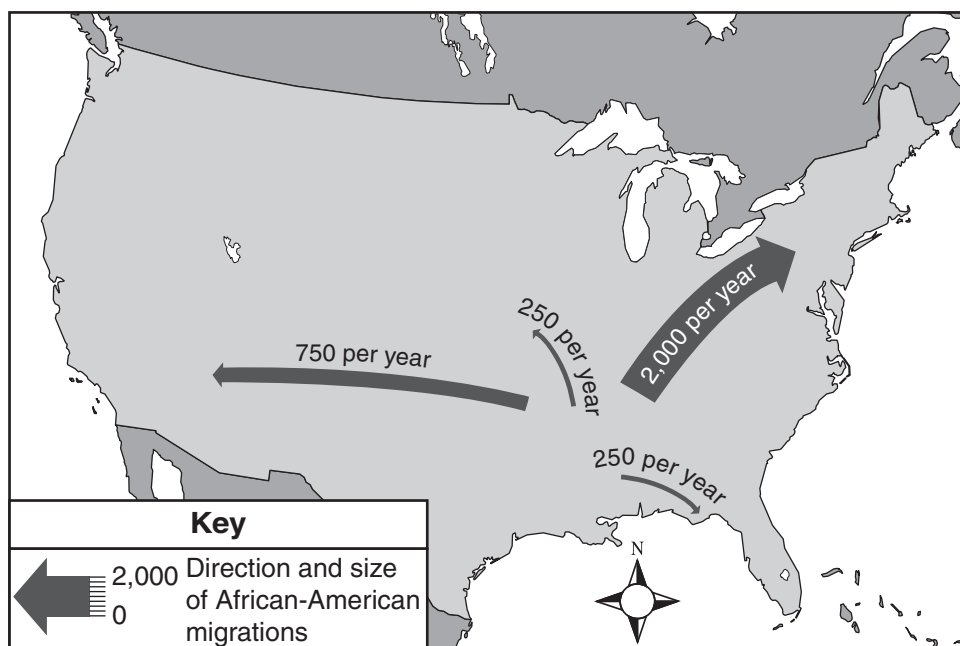 2,000 per year
250 per year
750 per year
250 per year
N
Key
2,000
0
Direction and size
of African-American
migrations